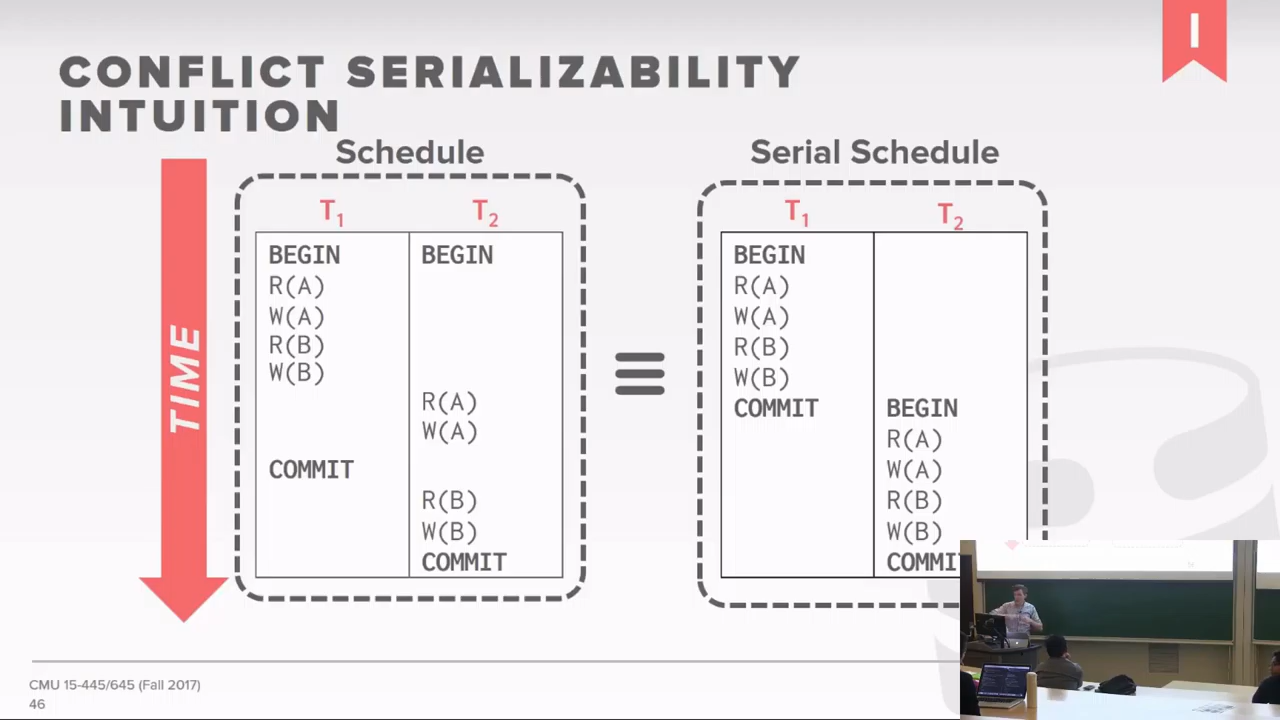 I
CONFLICT SERIALIZABILITY
INTUITION
Schedule
Serial Schedule
TIME
T1 T2
BEGIN BEGIN
R(A)
W(A)
R(B)
W(B)
R(A)
W(A)
COMMIT
R(B)
W(B)
COMMIT
≡
T1 T2
BEGIN
R(A)
W(A)
R(B)
W(B)
COMMIT BEGIN
R(A)
W(A)
R(B)
W(B)
COMMI
CMU 15-445/645 (Fall 2017)
46